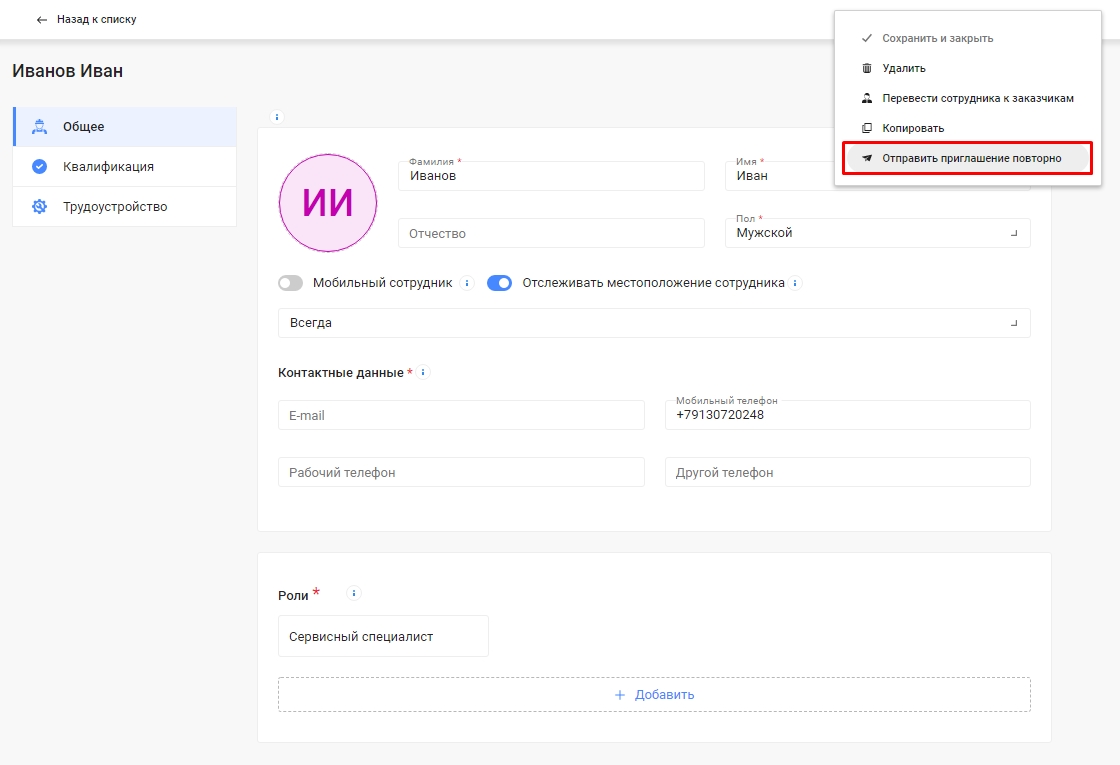 Назад к списку
Сохранить и закрыть
Удалить
Перевести сотрудника к заказчикам
Копировать
Отправить приглашение повторно
Иванов Иван
Общее
Квалификация
Трудоустройство
ИИ
Фамилия *
Иванов
Имя *
Иван
Отчество
Пол *
Мужской
Мобильный сотрудник
Отслеживать местоположение сотрудника
Всегда
Контактные данные *
E-mail
Мобильный телефон
+79130720248
Рабочий телефон
Другой телефон
Роли *
Сервисный специалист
+ Добавить